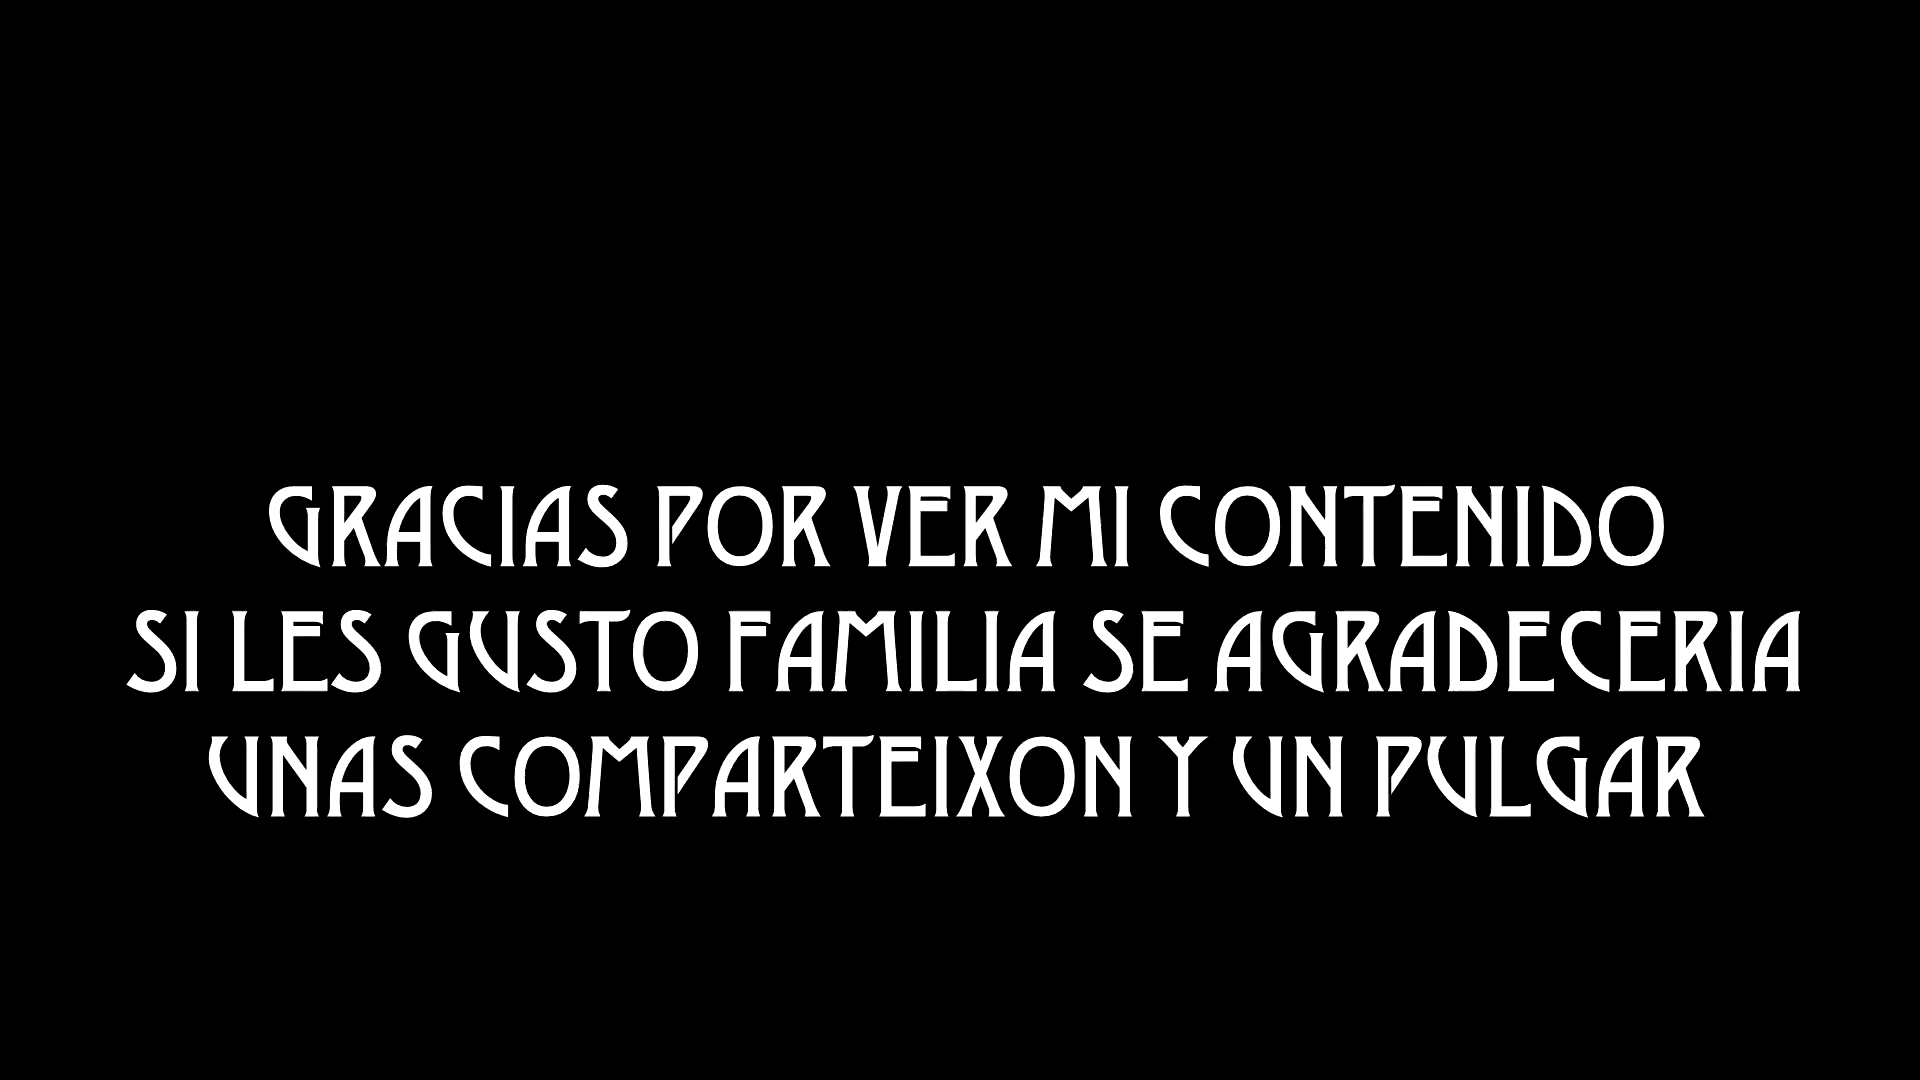 GRACIAS POR VER MI CONTENIDO
SI LES GUSTO FAMILIA SE AGRADECERIA
UNAS COMPARTEIXON Y UN PULGAR